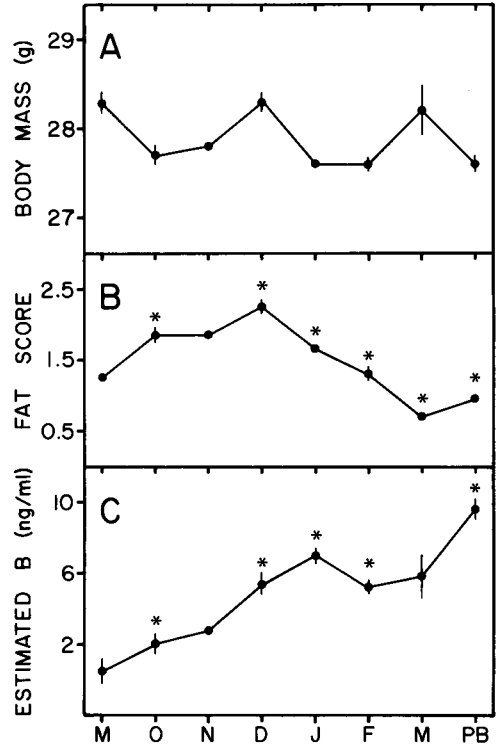 BODY MASS (g)
A
29
28
27
FAT SCORE
B
2.5
1.5
0.5
* * * * * *
ESTIMATED B (ng/ml)
C
10
6
2
* * * * *
M O N D J F M PB